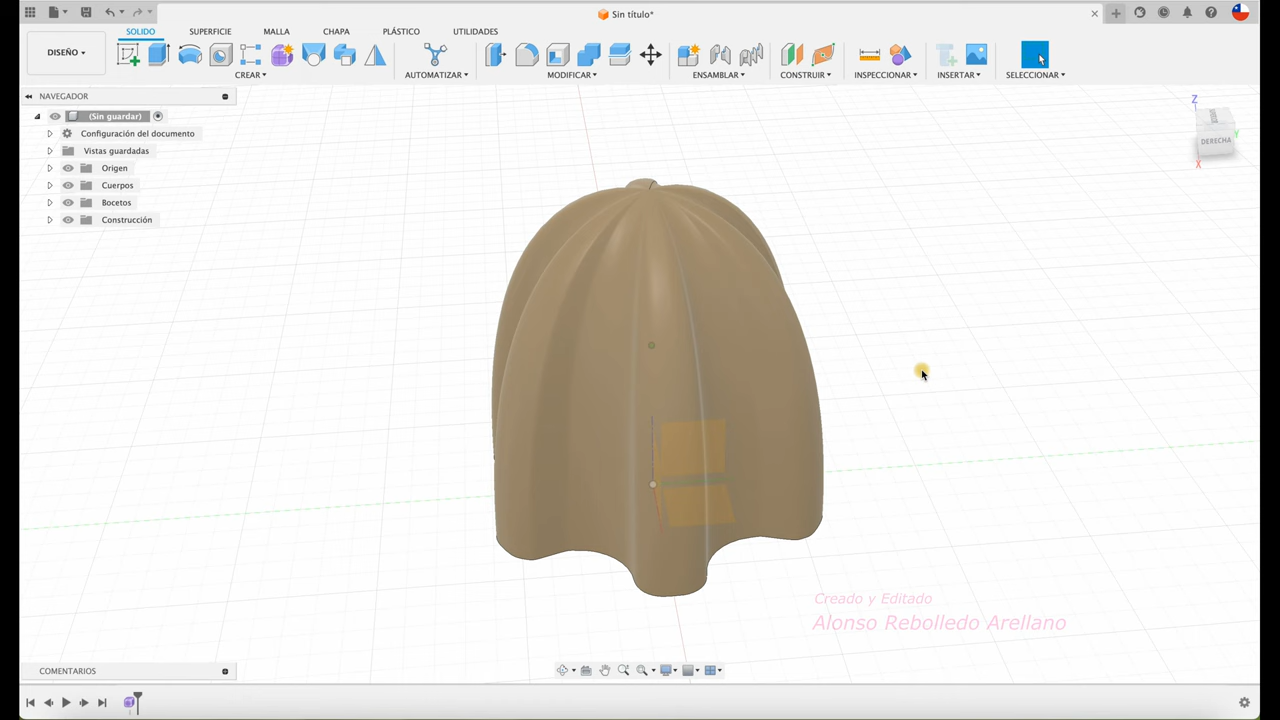 Sin título*
SÓLIDO
SUPERFICIE
MALLA
CHAPA
PLÁSTICO
UTILIDADES
DISEÑO
CREAR
AUTOMATIZAR
MODIFICAR
ENSAMBLAR
CONSTRUIR
INSPECCIONAR
INSERTAR
SELECCIONAR
NAVEGADOR
(Sin guardar)
Configuración del documento
Vistas guardadas
Origen
Cuerpos
Bocetos
Construcción
Z
Y
DERECHA
X
Creado y Editado
Alonso Rebolledo Arellano
COMENTARIOS